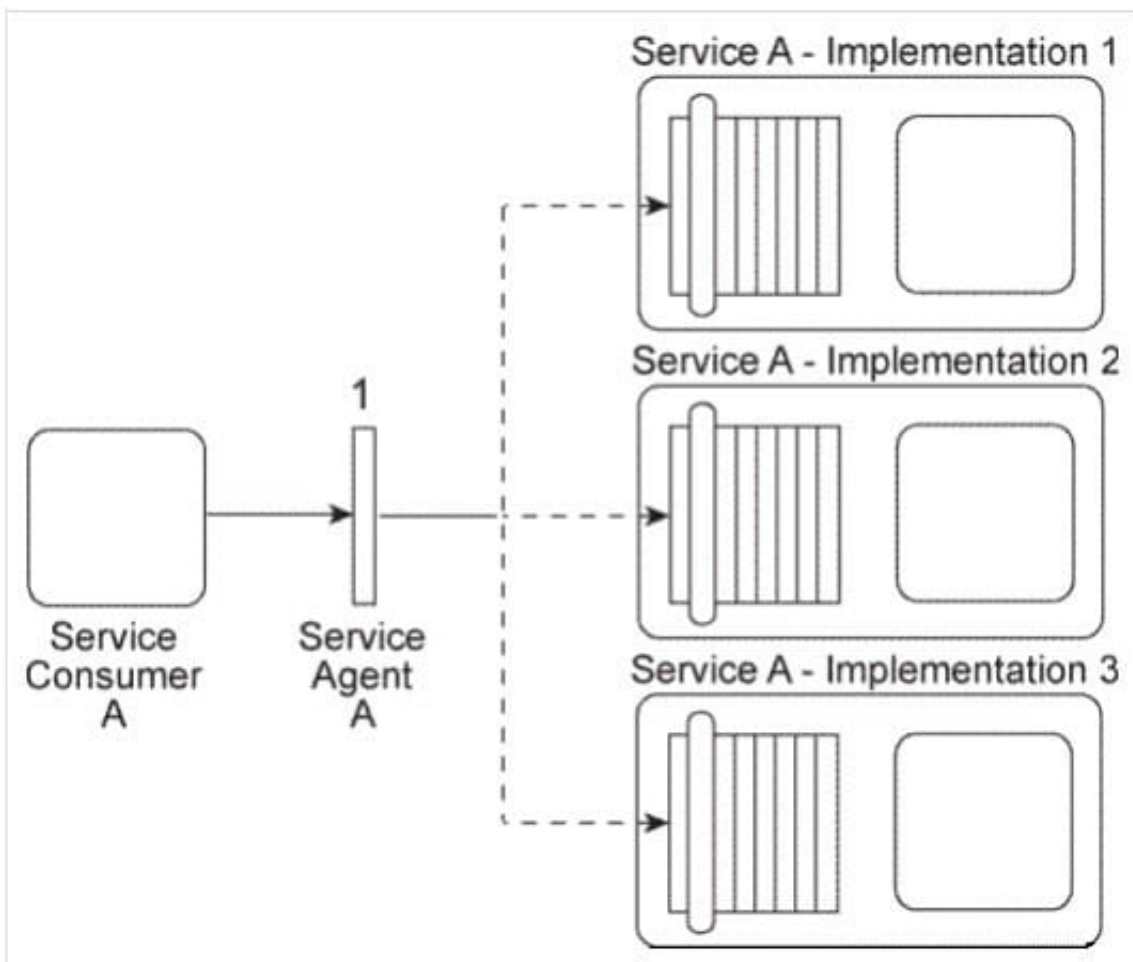 Service A - Implementation 1
Service A - Implementation 2
1
Service
Consumer
A
Service
Agent
A
Service A - Implementation 3